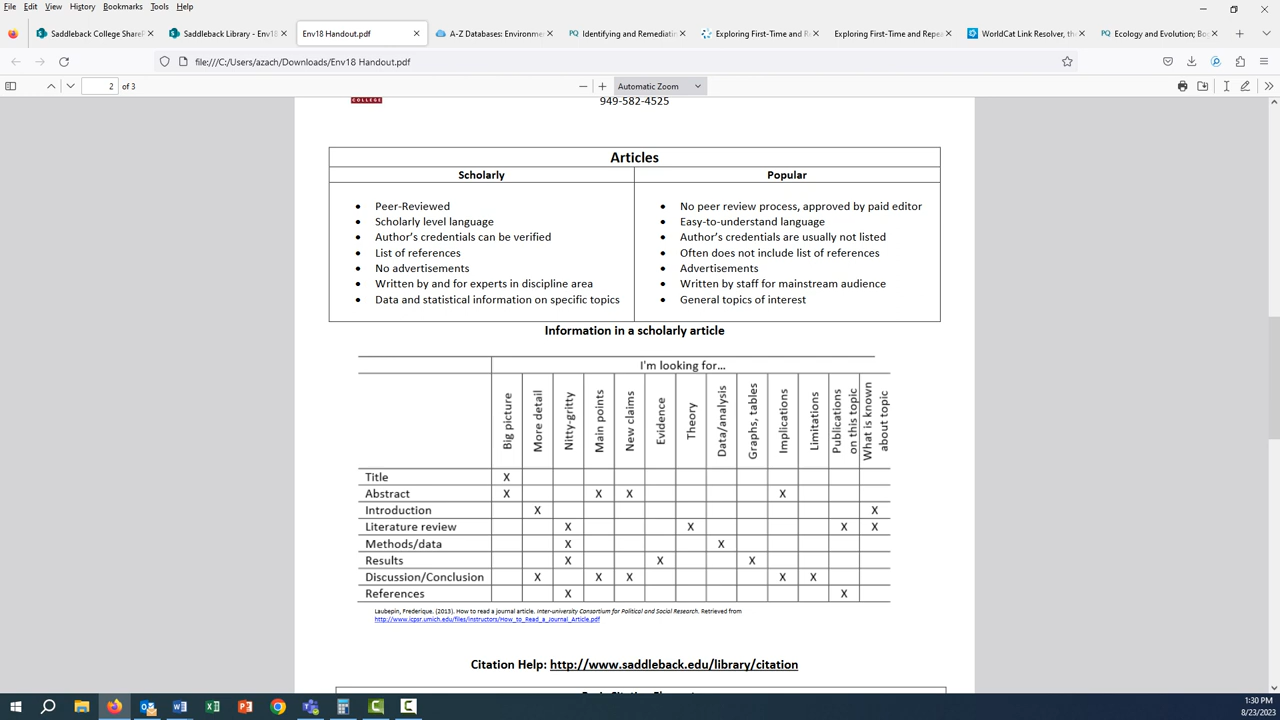 File Edit View History Bookmarks Tools Help
Saddleback College ShareP
Saddleback Library - Env18
Env18 Handout.pdf
A-Z Databases: Environme
Identifying and Remediatin
Exploring First-Time and R
Exploring First-Time and Repea
WorldCat Link Resolver, th
Ecology and Evolution; Bo
file:///C:/Users/azach/Downloads/Env18 Handout.pdf
2 of 3
Automatic Zoom
COLLEGE
949-582-4525
Articles
Scholarly
Popular
• Peer-Reviewed
• Scholarly level language
• Author's credentials can be verified
• List of references
• No advertisements
• Written by and for experts in discipline area
• Data and statistical information on specific topics
• No peer review process, approved by paid editor
• Easy-to-understand language
• Author's credentials are usually not listed
• Often does not include list of references
• Advertisements
• Written by staff for mainstream audience
• General topics of interest
Information in a scholarly article
I'm looking for...
Big picture
More detail
Nitty-gritty
Main points
New claims
Evidence
Theory
Data/analysis
Graphs, tables
Implications
Limitations
Publications
on this topic
What is known
about topic
Title X
Abstract X X X X
Introduction X X
Literature review X X X X
Methods/data X X
Results X X X
Discussion/Conclusion X X X X X
References X X
Laubepin, Frederique. (2013). How to read a journal article. Inter-university Consortium for Political and Social Research. Retrieved from
http://www.icpsr.umich.edu/files/instructors/How_to_Read_a_Journal_Article.pdf
Citation Help: http://www.saddleback.edu/library/citation
1:30 PM
8/23/2023